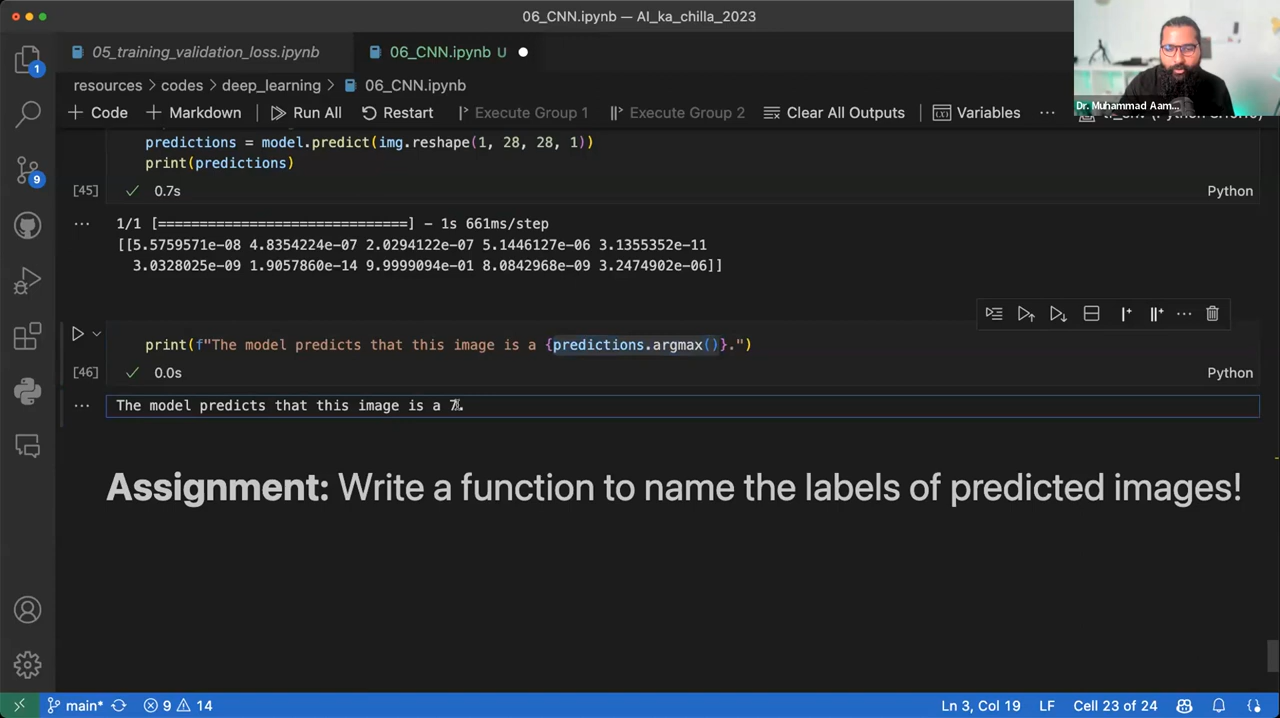 06_CNN.ipynb — AI_ka_chilla_2023
05_training_validation_loss.ipynb
06_CNN.ipynb U
resources > codes > deep_learning > 06_CNN.ipynb
+ Code + Markdown Run All Restart Execute Group 1 Execute Group 2 Clear All Outputs Variables ...
Dr. Muhammad Aam...
1
9
predictions = model.predict(img.reshape(1, 28, 28, 1))
print(predictions)
[45] ✓ 0.7s Python
... 1/1 [==============================] - 1s 661ms/step
[[5.5759571e-08 4.8354224e-07 2.0294122e-07 5.1446127e-06 3.1355352e-11
3.0328025e-09 1.9057860e-14 9.9999094e-01 8.0842968e-09 3.2474902e-06]]
print(f"The model predicts that this image is a {predictions.argmax()}.")
[46] ✓ 0.0s Python
... The model predicts that this image is a 7.
Assignment: Write a function to name the labels of predicted images!
main* 9 14 Ln 3, Col 19 LF Cell 23 of 24